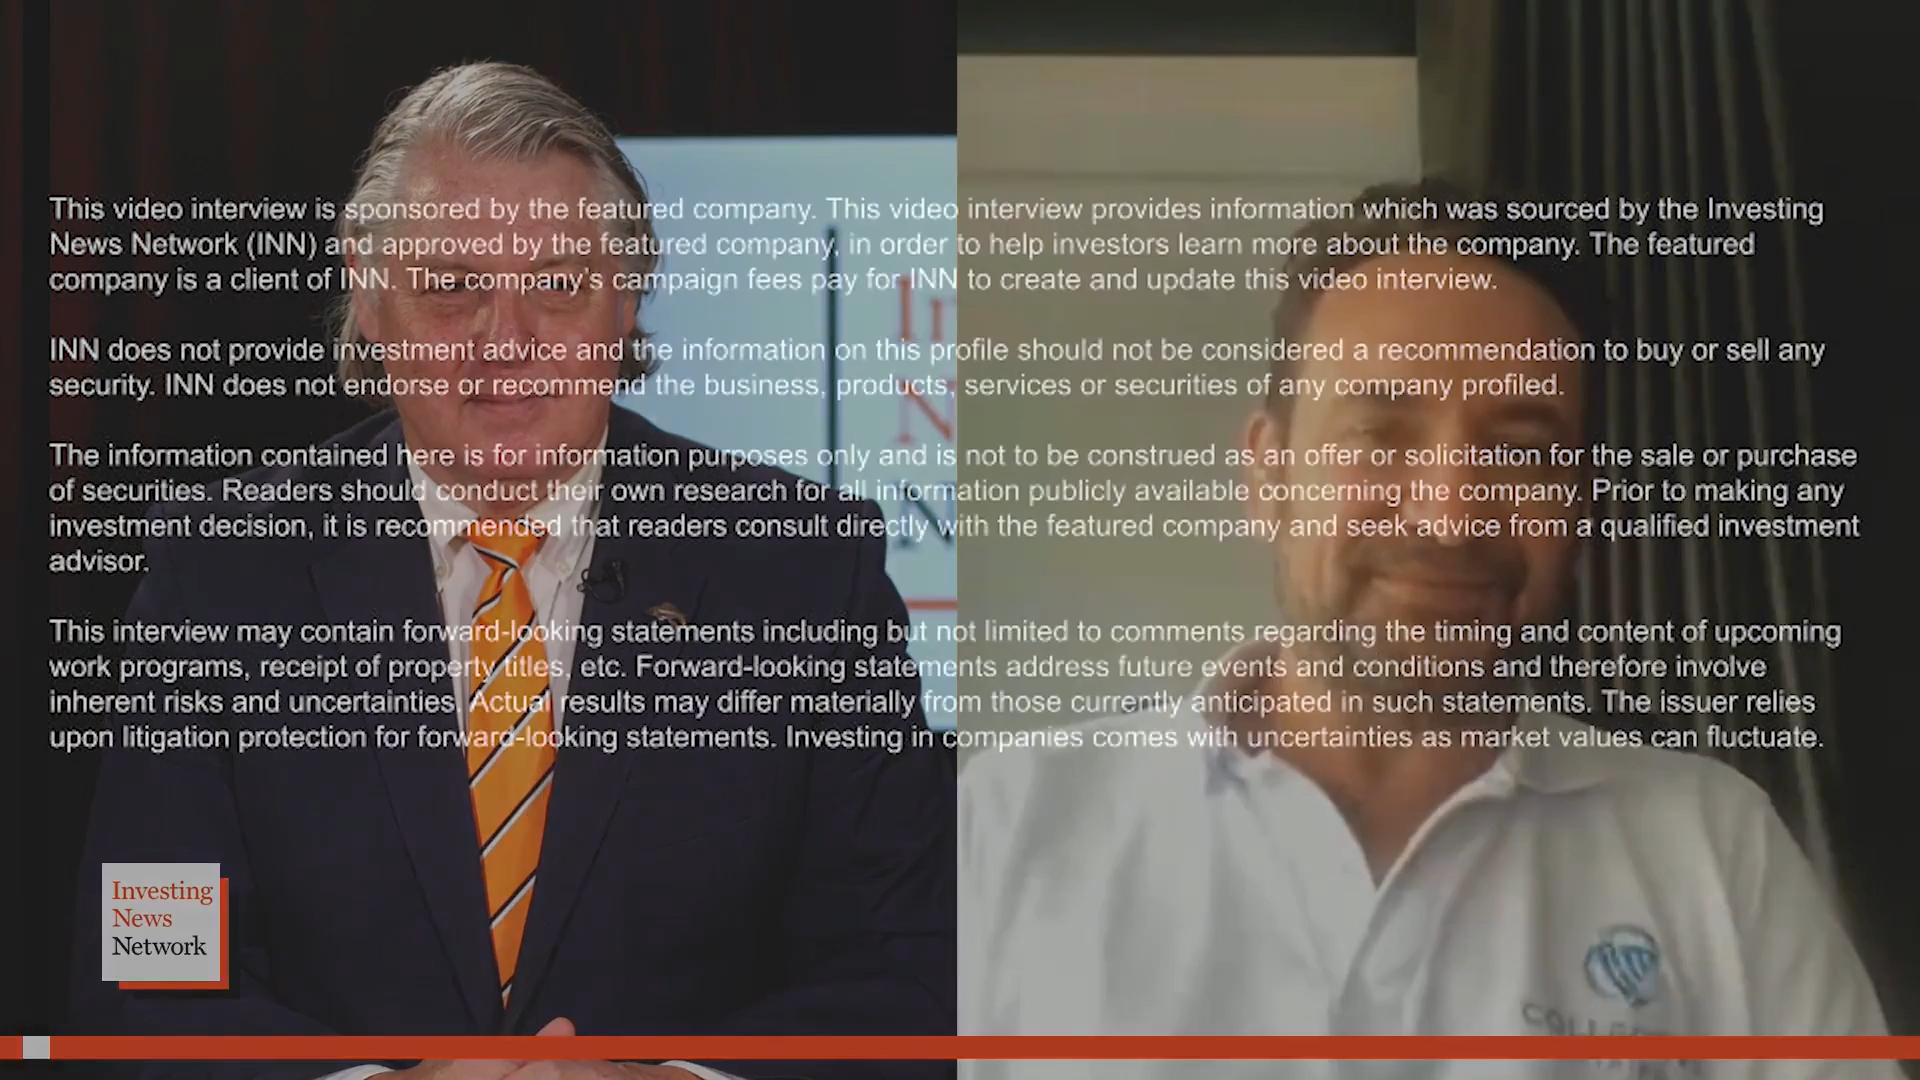 This video interview is sponsored by the featured company. This video interview provides information which was sourced by the Investing
News Network (INN) and approved by the featured company, in order to help investors learn more about the company. The featured
company is a client of INN. The company's campaign fees pay for INN to create and update this video interview.
INN does not provide investment advice and the information on this profile should not be considered a recommendation to buy or sell any
security. INN does not endorse or recommend the business, products, services or securities of any company profiled.
The information contained here is for information purposes only and is not to be construed as an offer or solicitation for the sale or purchase
of securities. Readers should conduct their own research for all information publicly available concerning the company. Prior to making any
investment decision, it is recommended that readers consult directly with the featured company and seek advice from a qualified investment
advisor.
This interview may contain forward-looking statements including but not limited to comments regarding the timing and content of upcoming
work programs, receipt of property titles, etc. Forward-looking statements address future events and conditions and therefore involve
inherent risks and uncertainties. Actual results may differ materially from those currently anticipated in such statements. The issuer relies
upon litigation protection for forward-looking statements. Investing in companies comes with uncertainties as market values can fluctuate.
Investing
News
Network